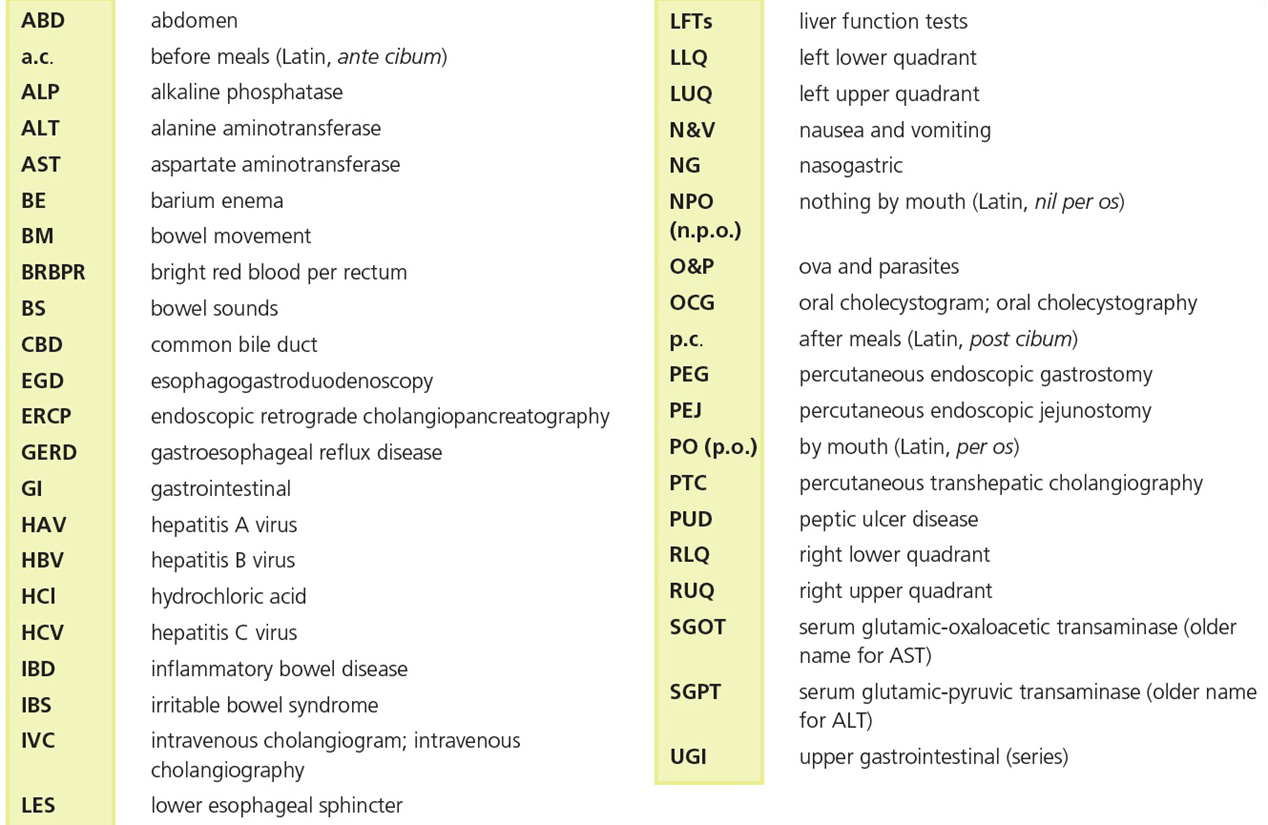 ABD abdomen
a.c. before meals (Latin, ante cibum)
ALP alkaline phosphatase
ALT alanine aminotransferase
AST aspartate aminotransferase
BE barium enema
BM bowel movement
BRBPR bright red blood per rectum
BS bowel sounds
CBD common bile duct
EGD esophagogastroduodenoscopy
ERCP endoscopic retrograde cholangiopancreatography
GERD gastroesophageal reflux disease
GI gastrointestinal
HAV hepatitis A virus
HBV hepatitis B virus
HCl hydrochloric acid
HCV hepatitis C virus
IBD inflammatory bowel disease
IBS irritable bowel syndrome
IVC intravenous cholangiogram; intravenous
cholangiography
LES lower esophageal sphincter
LFTs liver function tests
LLQ left lower quadrant
LUQ left upper quadrant
N&V nausea and vomiting
NG nasogastric
NPO nothing by mouth (Latin, nil per os)
(n.p.o.)
O&P ova and parasites
OCG oral cholecystogram; oral cholecystography
p.c. after meals (Latin, post cibum)
PEG percutaneous endoscopic gastrostomy
PEJ percutaneous endoscopic jejunostomy
PO (p.o.) by mouth (Latin, per os)
PTC percutaneous transhepatic cholangiography
PUD peptic ulcer disease
RLQ right lower quadrant
RUQ right upper quadrant
SGOT serum glutamic-oxaloacetic transaminase (older
name for AST)
SGPT serum glutamic-pyruvic transaminase (older name
for ALT)
UGI upper gastrointestinal (series)